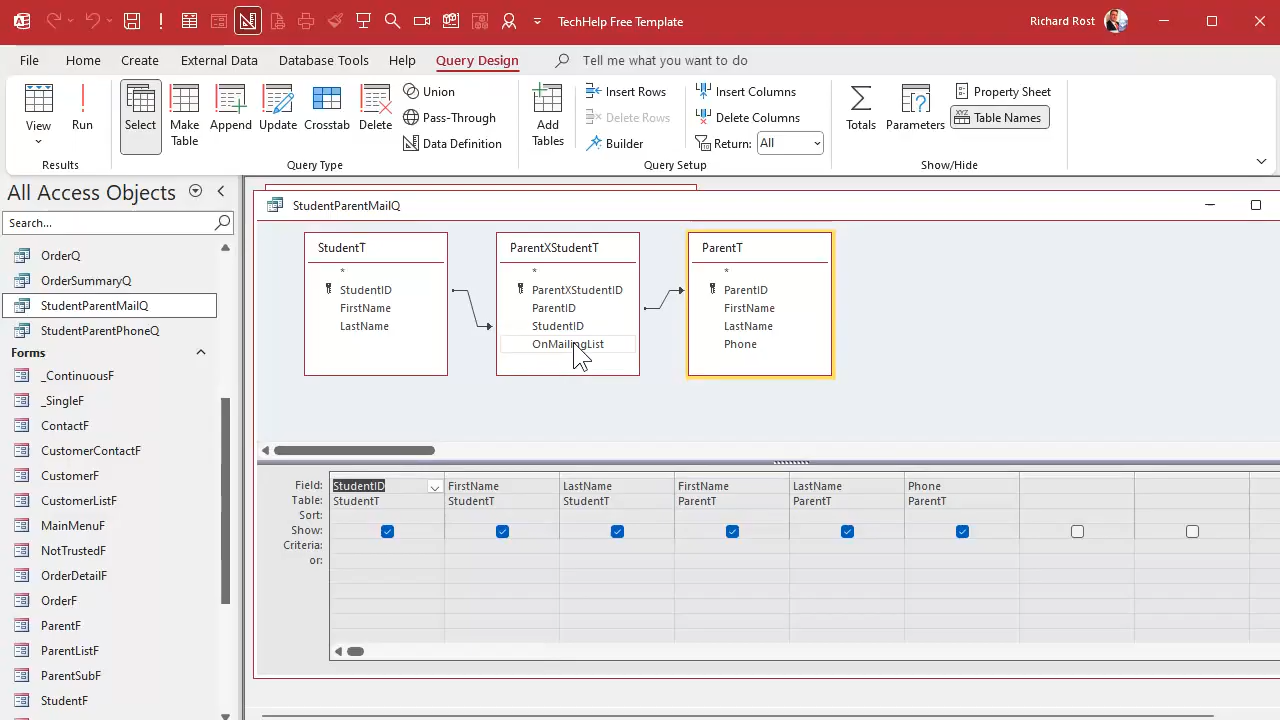 TechHelp Free Template
Richard Rost
File Home Create External Data Database Tools Help Query Design Tell me what you want to do
View
Run
Results
Select
Make Table
Append
Update
Crosstab
Delete
Union
Pass-Through
Data Definition
Query Type
Add Tables
Insert Rows
Delete Rows
Builder
Insert Columns
Delete Columns
Return: All
Query Setup
Totals
Parameters
Property Sheet
Table Names
Show/Hide
All Access Objects
Search...
OrderQ
OrderSummaryQ
StudentParentMailQ
StudentParentPhoneQ
Forms
_ContinuousF
_SingleF
ContactF
CustomerContactF
CustomerF
CustomerListF
MainMenuF
NotTrustedF
OrderDetailF
OrderF
ParentF
ParentListF
ParentSubF
StudentF
StudentParentMailQ
StudentT
*
StudentID
FirstName
LastName
ParentXStudentT
*
ParentXStudentID
ParentID
StudentID
OnMailingList
ParentT
*
ParentID
FirstName
LastName
Phone
Field: StudentID FirstName LastName FirstName LastName Phone
Table: StudentT StudentT StudentT ParentT ParentT ParentT
Sort:
Show:
Criteria:
or: